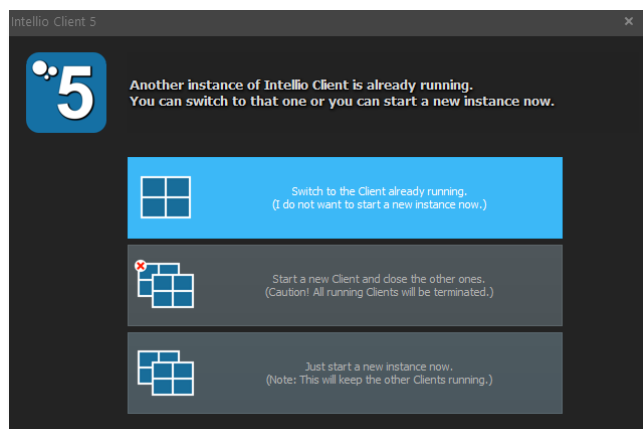 Intellio Client 5
5
Another instance of Intellio Client is already running.
You can switch to that one or you can start a new instance now.
Switch to the Client already running.
(I do not want to start a new instance now.)
Start a new Client and close the other ones.
(Caution! All running Clients will be terminated.)
Just start a new instance now.
(Note: This will keep the other Clients running.)